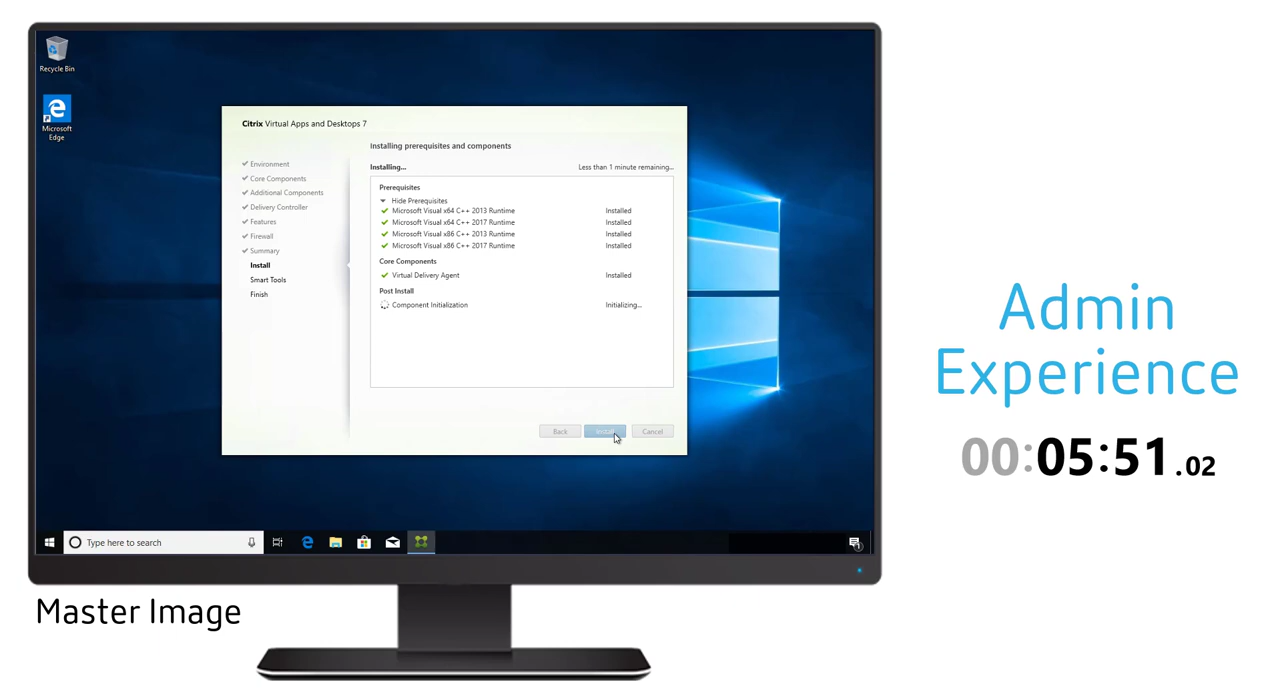 Recycle Bin
Microsoft
Edge
Citrix Virtual Apps and Desktops 7
Environment
Core Components
Additional Components
Delivery Controller
Features
Firewall
Summary
Install
Smart Tools
Finish
Installing prerequisites and components
Installing... Less than 1 minute remaining...
Prerequisites
Hide Prerequisites
Microsoft Visual x64 C++ 2013 Runtime Installed
Microsoft Visual x64 C++ 2017 Runtime Installed
Microsoft Visual x86 C++ 2013 Runtime Installed
Microsoft Visual x86 C++ 2017 Runtime Installed
Core Components
Virtual Delivery Agent Installed
Post Install
Component Initialization Initializing...
Back Install Cancel
Type here to search
1
Master Image
Admin
Experience
00:05:51.02